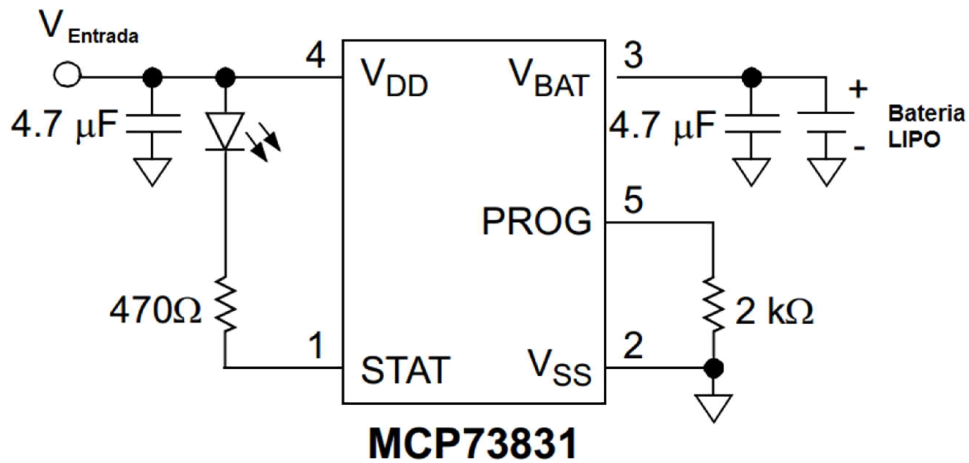 V Entrada
4
VDD
VBAT
3
4.7 μF
4.7 μF
+
-
Bateria
LIPO
PROG
5
470Ω
2 kΩ
1
STAT
VSS
2
MCP73831